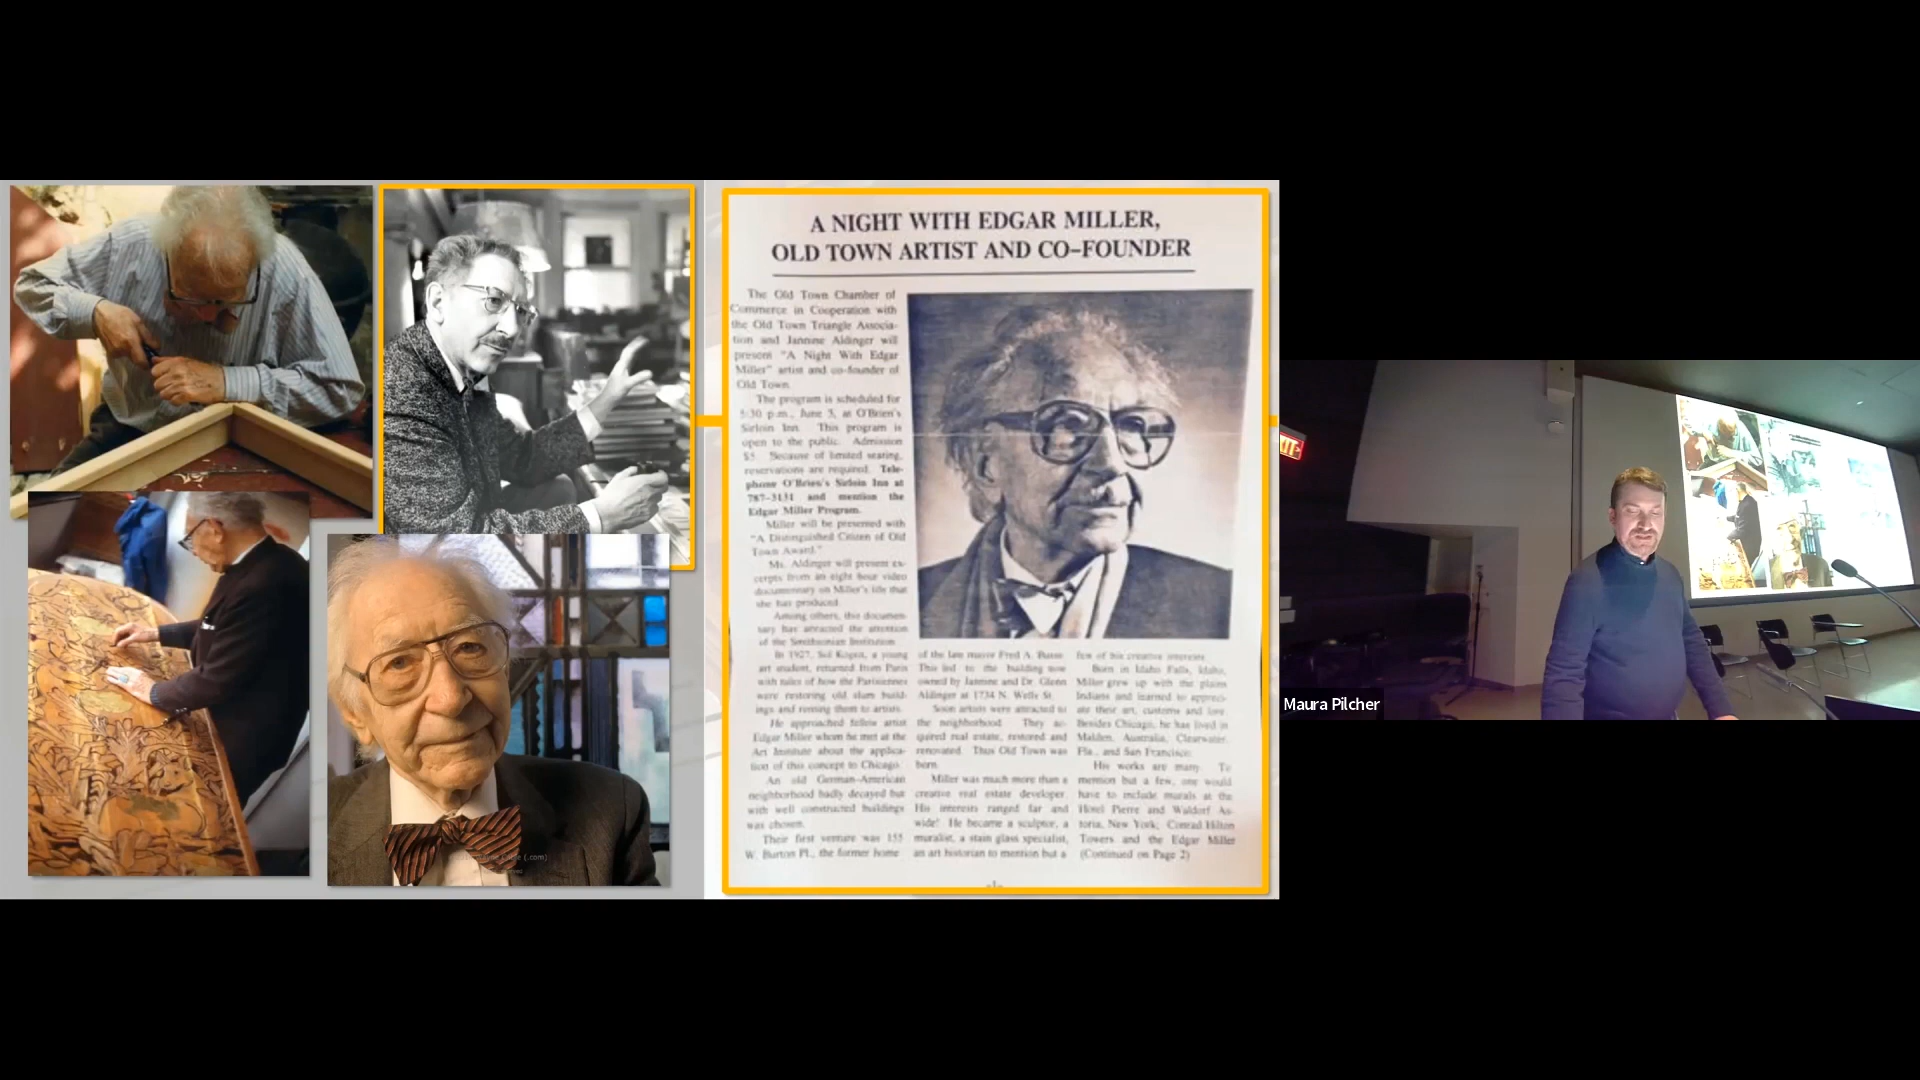 A NIGHT WITH EDGAR MILLER,
OLD TOWN ARTIST AND CO-FOUNDER
The Old Town Chamber of
Commerce in Cooperation with
the Old Town Triangle Associa-
tion and Jannine Aldinger will
present "A Night With Edgar
Miller" artist and co-founder of
Old Town.
The program is scheduled for
5:30 p.m., June 5, at O'Brien's
Sirloin Inn. This program is
open to the public. Admission
$5. Because of limited seating,
reservations are required. Tele-
phone O'Brien's Sirloin Inn at
787-3131 and mention the
Edgar Miller Program.
Miller will be presented with
"A Distinguished Citizen of Old
Town Award."
Ms. Aldinger will present ex-
cerpts from an eight hour video
documentary on Miller's life that
she has produced.
Among others, this documen-
tary has attracted the attention
of the Smithsonian Institution.
In 1927, Sol Kogen, a young
art student, returned from Paris
with tales of how the Parisiennes
were restoring old slum build-
ings and renting them to artists.
He approached fellow artist
Edgar Miller whom he met at the
Art Institute about the applica-
tion of this concept to Chicago.
An old German-American
neighborhood badly decayed but
with well constructed buildings
was chosen.
Their first venture was 155
W. Burton Pl., the former home
of the late mayor Fred A. Busse.
This led to the building now
owned by Jannine and Dr. Glenn
Aldinger at 1734 N. Wells St.
Soon artists were attracted to
the neighborhood. They ac-
quired real estate, restored and
renovated. Thus Old Town was
born.
Miller was much more than a
creative real estate developer.
His interests ranged far and
wide! He became a sculptor, a
muralist, a stain glass specialist,
an art historian to mention but a
few of his creative interests.
Born in Idaho Falls, Idaho,
Miller grew up with the plains
Indians and learned to appreci-
ate their art, customs and lore.
Besides Chicago, he has lived in
Malden, Australia, Clearwater,
Fla., and San Francisco.
His works are many. To
mention but a few, one would
have to include murals at the
Hotel Pierre and Waldorf As-
toria, New York; Conrad Hilton
Towers and the Edgar Miller
(Continued on Page 2)
(.com)
Maura Pilcher